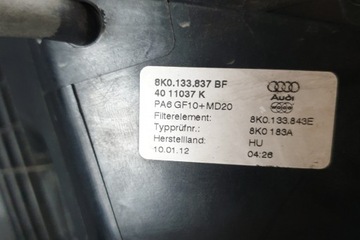 8K0.133.837 BF
40 11037 K
PA6 GF10+MD20
Audi
Filterelement: 8K0.133.843E
Typprüfnr.: 8K0 183A
Herstelland: HU
10.01.12 04:26